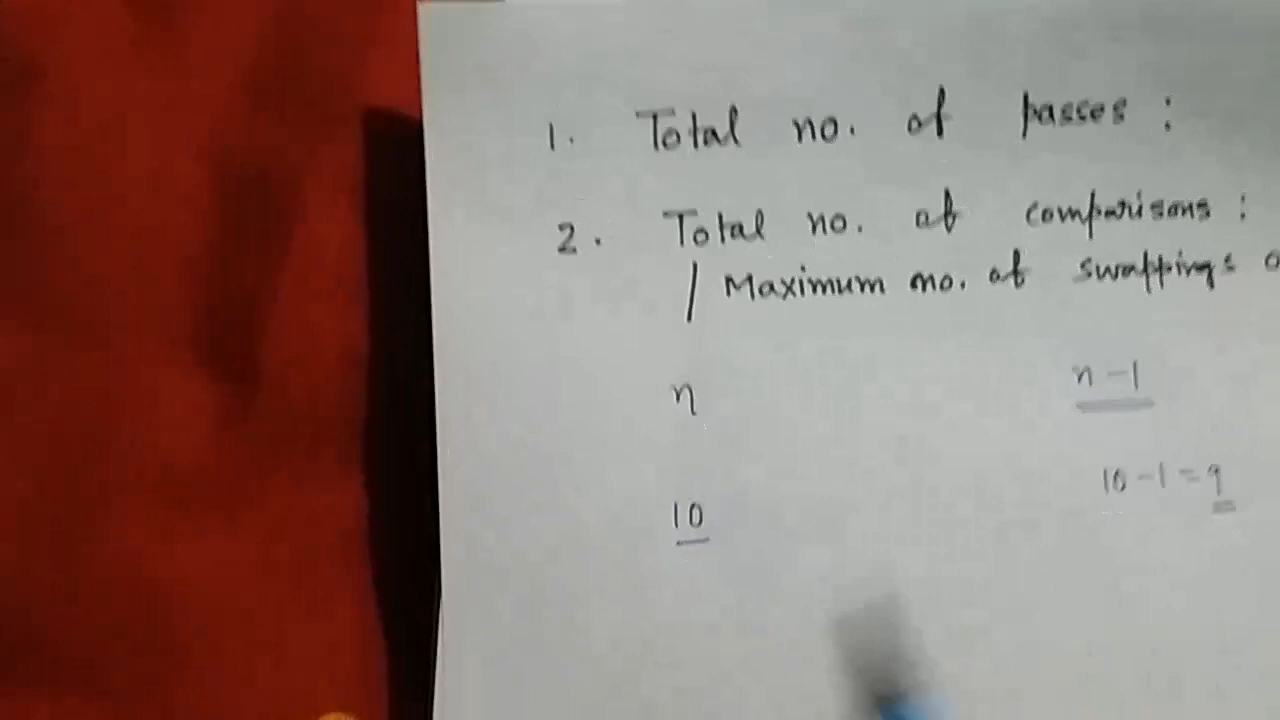 1. Total no. of passes :
2. Total no. of comparisons :
/ Maximum no. of swappings
n n-1
10 10-1=9